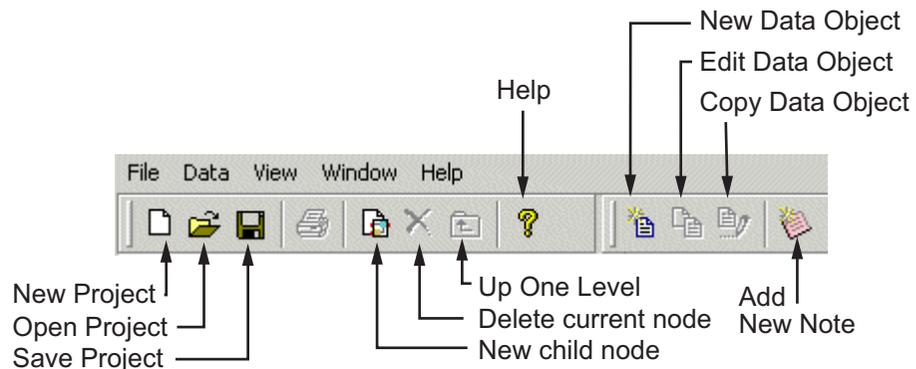 New Data Object
Edit Data Object
Copy Data Object
Help
File Data View Window Help
New Project
Open Project
Save Project
Up One Level
Delete current node
New child node
Add
New Note